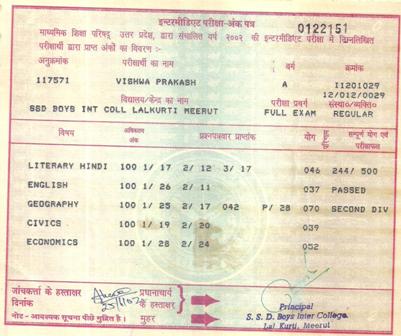 इन्टरमीडिएट परीक्षा-अंक पत्र
0122151
माध्यमिक शिक्षा परिषद् उत्तर प्रदेश, द्वारा संचालित वर्ष २००२ की इन्टरमीडिएट परीक्षा में निम्नलिखित
परीक्षार्थी द्वारा प्राप्त अंकों का विवरण :-
अनुक्रमांक परीक्षार्थी का नाम वर्ग क्रमांक
117571 VISHWA PRAKASH A I1201029
12/012/0029
विद्यालय/केन्द्र का नाम परीक्षा प्रवर्ग संस्था०/व्यक्ति०
SSD BOYS INT COLL LALKURTI MEERUT FULL EXAM REGULAR
विषय अधिकतम अंक प्रश्नपत्रवार प्राप्तांक योग सम्पूर्ण योग एवं परीक्षाफल
LITERARY HINDI 100 1/ 17 2/ 12 3/ 17 046 244/ 500
ENGLISH 100 1/ 26 2/ 11 037 PASSED
GEOGRAPHY 100 1/ 25 2/ 17 042 P/ 28 070 SECOND DIV
CIVICS 100 1/ 19 2/ 20 039
ECONOMICS 100 1/ 28 2/ 24 052
जांचकर्त्ता के हस्ताक्षर प्रधानाचार्य
दिनांक के हस्ताक्षर
नोट - आवश्यक सूचना पीछे मुद्रित है। मुहर
Principal
S. S. D. Boys Inter College.
Lal Kurti, Meerut